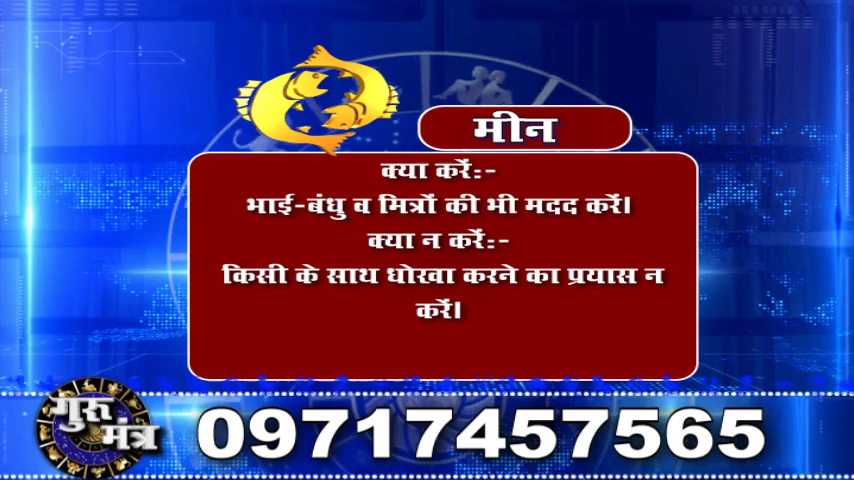 मीन
क्या करें:-
भाई-बंधु व मित्रों की भी मदद करें।
क्या न करें:-
किसी के साथ धोखा करने का प्रयास न
करें।
गुरू
मंत्र
09717457565